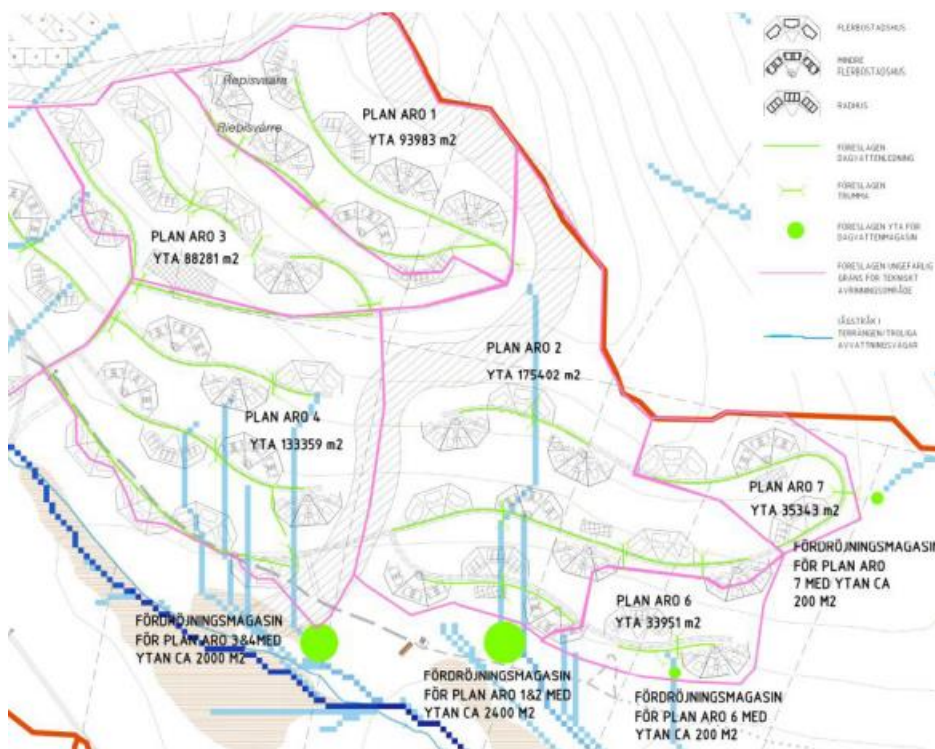 Repisvaare
Riebisvárre
PLAN ARO 1
YTA 93983 m2
PLAN ARO 3
YTA 88281 m2
PLAN ARO 2
YTA 175402 m2
PLAN ARO 4
YTA 133359 m2
PLAN ARO 7
YTA 35343 m2
FÖRDRÖJNINGSMAGASIN
FÖR PLAN ARO
7 MED YTAN CA
200 M2
PLAN ARO 6
YTA 33951 m2
FÖRDRÖJNINGSMAGASIN
FÖR PLAN ARO 3&4MED
YTAN CA 2000 M2
FÖRDRÖJNINGSMAGASIN
FÖR PLAN ARO 1&2 MED
YTAN CA 2400 M2
FÖRDRÖJNINGSMAGASIN
FÖR PLAN ARO 6 MED
YTAN CA 200 M2
FLERBOSTADSHUS
MINDRE
FLERBOSTADSHUS
RADHUS
FÖRESLAGEN
DAGVATTENLEDNING
FÖRESLAGEN
TRUMMA
FÖRESLAGEN YTA FÖR
DAGVATTENMAGASIN
FÖRESLAGEN UNGEFÄRLIG
GRÄNS FÖR TEKNISKT
AVRINNINGSOMRÅDE
LÅGSTRÅK I
TERRÄNGEN/TROLIGA
AVVATTNINGSVÄGAR